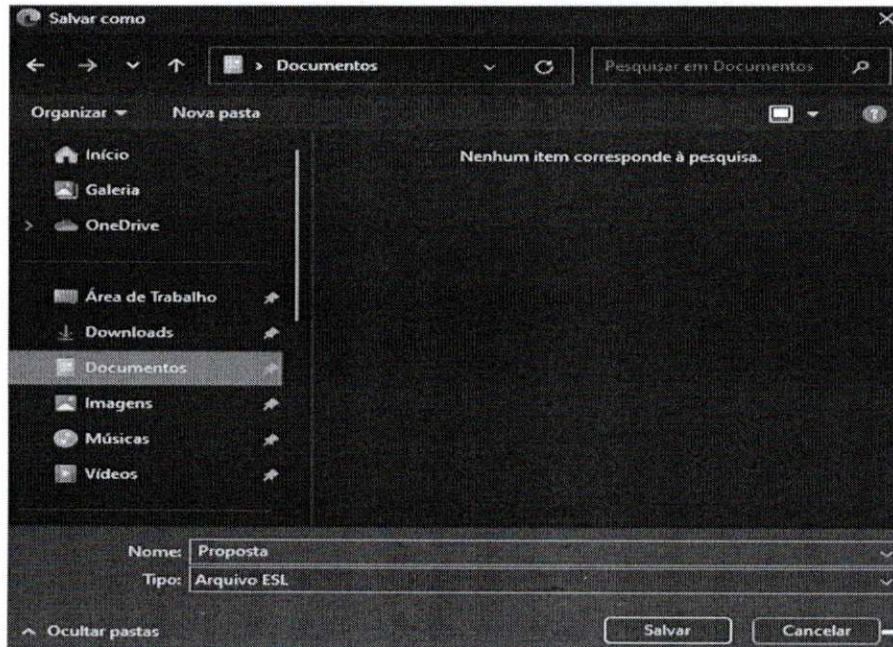 Salvar como
Documentos
Pesquisar em Documentos
Organizar
Nova pasta
Início
Galeria
OneDrive
Área de Trabalho
Downloads
Documentos
Imagens
Músicas
Vídeos
Nenhum item corresponde à pesquisa.
Nome: Proposta
Tipo: Arquivo ESL
Ocultar pastas
Salvar
Cancelar